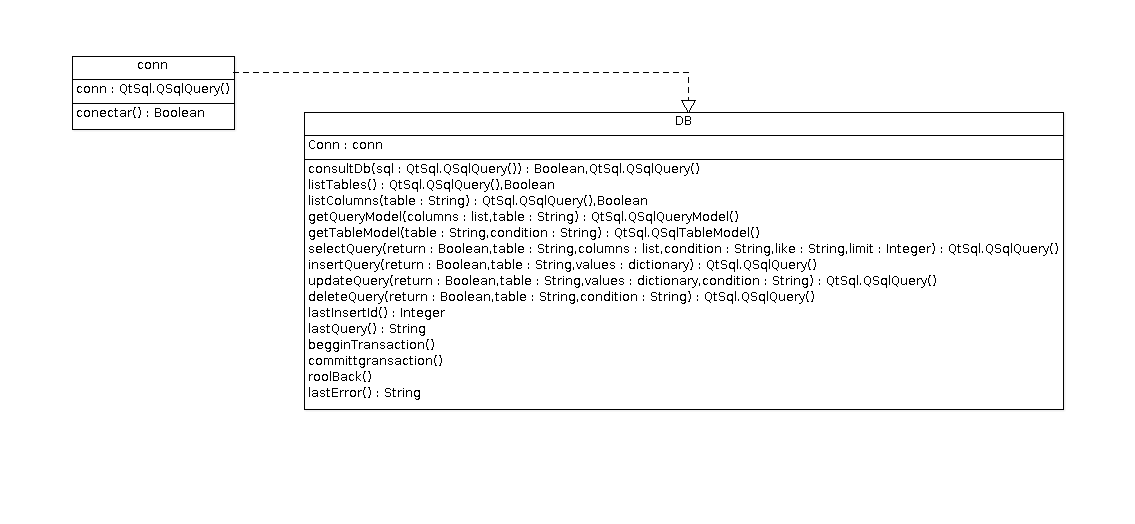 conn
conn : QtSql.QSqlQuery()
conectar() : Boolean
DB
Conn : conn
consultDb(sql : QtSql.QSqlQuery()) : Boolean,QtSql.QSqlQuery()
listTables() : QtSql.QSqlQuery(),Boolean
listColumns(table : String) : QtSql.QSqlQuery(),Boolean
getQueryModel(columns : list,table : String) : QtSql.QSqlQueryModel()
getTableModel(table : String,condition : String) : QtSql.QSqlTableModel()
selectQuery(return : Boolean,table : String,columns : list,condition : String,like : String,limit : Integer) : QtSql.QSqlQuery()
insertQuery(return : Boolean,table : String,values : dictionary) : QtSql.QSqlQuery()
updateQuery(return : Boolean,table : String,values : dictionary,condition : String) : QtSql.QSqlQuery()
deleteQuery(return : Boolean,table : String,condition : String) : QtSql.QSqlQuery()
lastInsertId() : Integer
lastQuery() : String
begginTransaction()
committgransaction()
roolBack()
lastError() : String